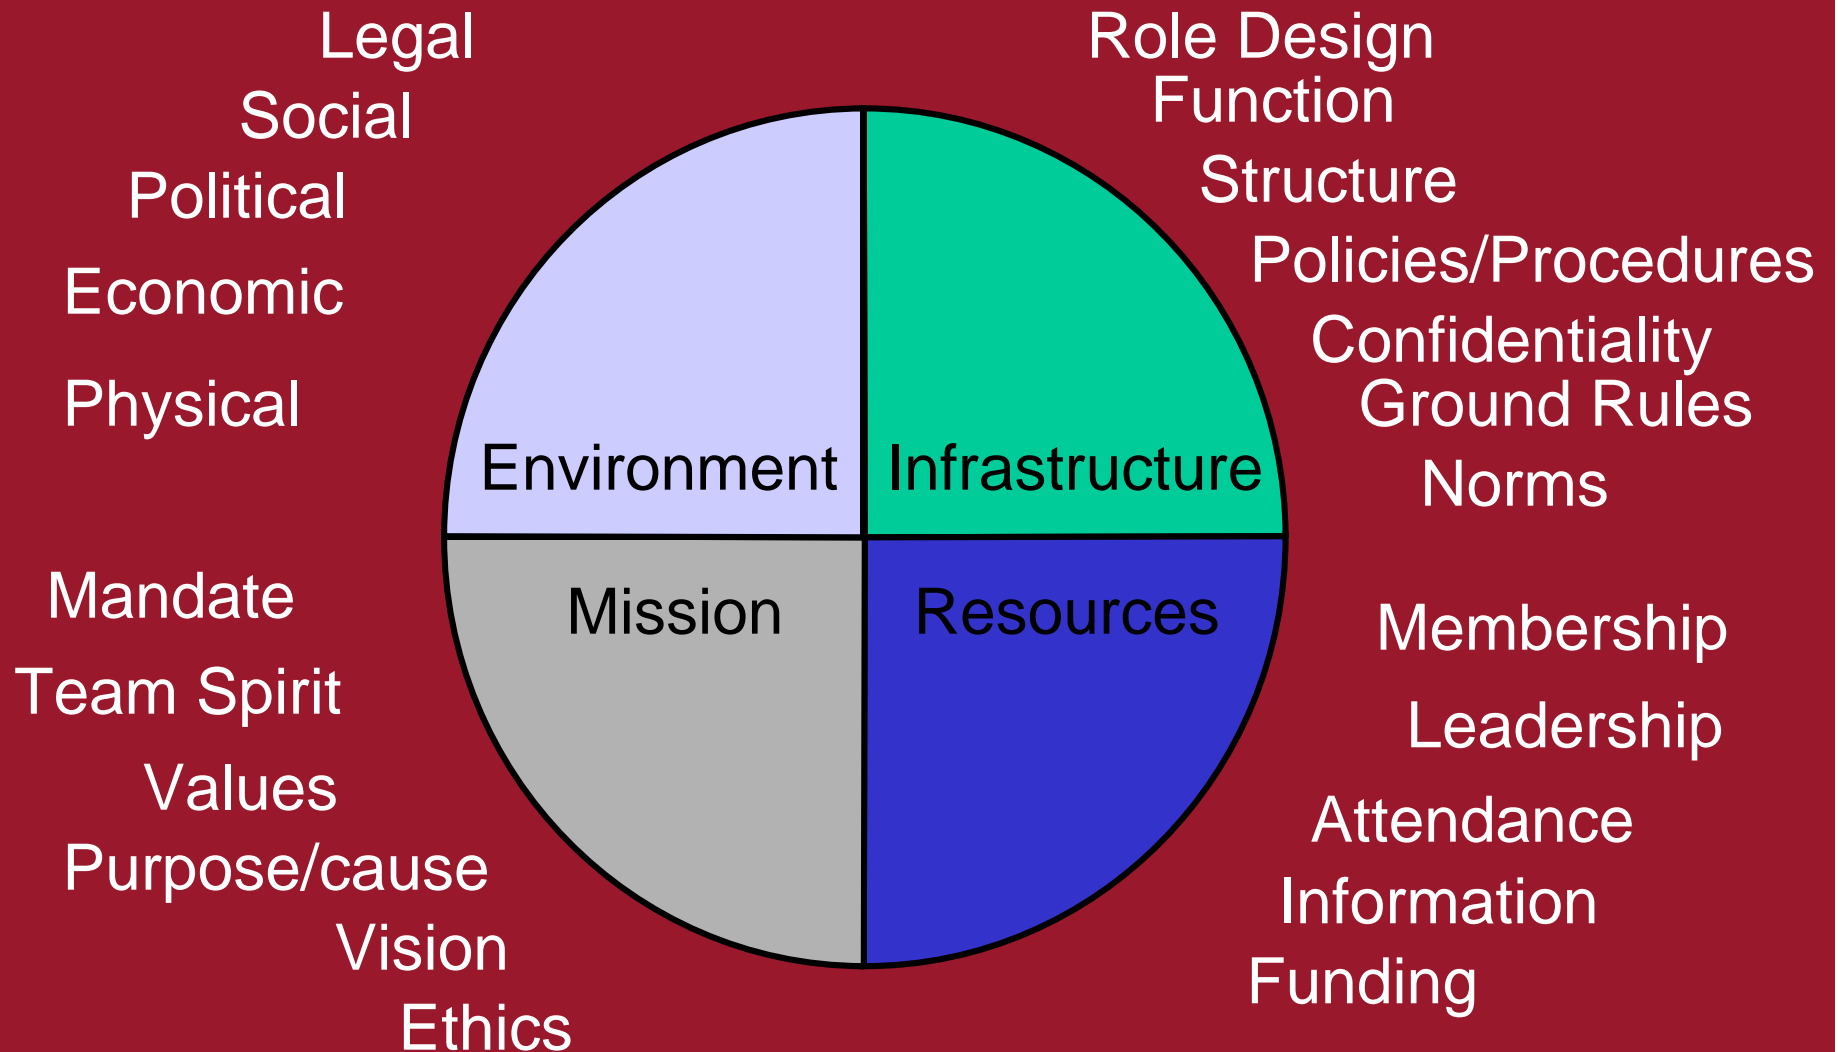 Legal
Social
Political
Economic
Physical
Environment
Role Design
Function
Structure
Policies/Procedures
Confidentiality
Ground Rules
Norms
Infrastructure
Mandate
Team Spirit
Values
Purpose/cause
Vision
Ethics
Mission
Resources
Membership
Leadership
Attendance
Information
Funding